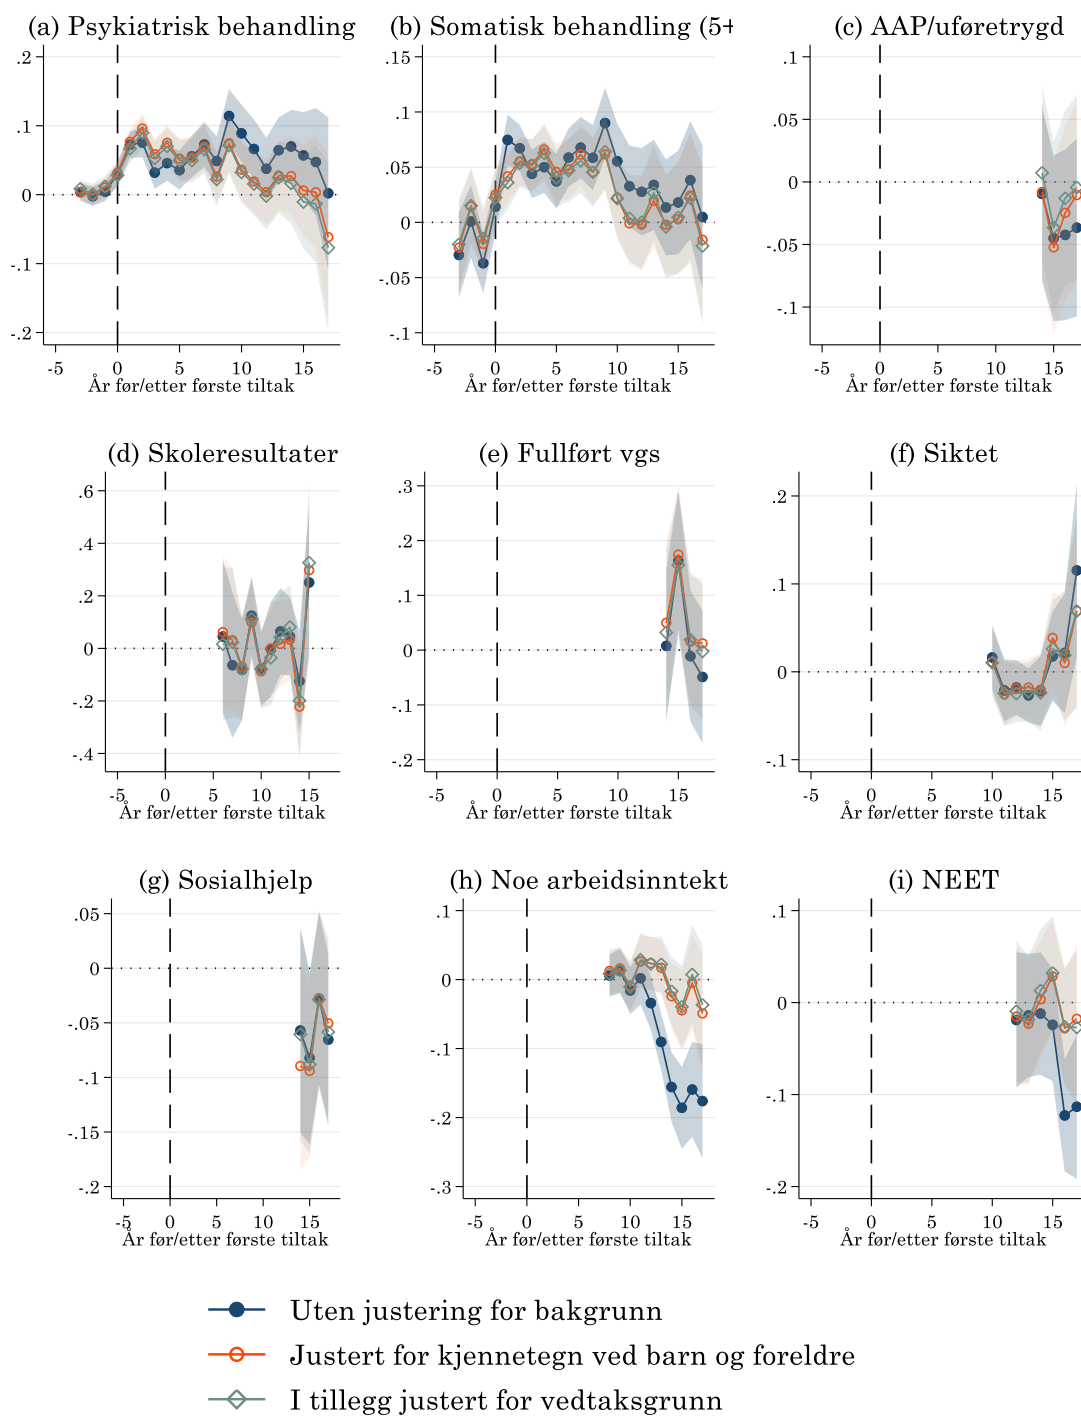 (a) Psykiatrisk behandling
(b) Somatisk behandling (5+
(c) AAP/uføretrygd
.2
.1
0
-.1
-.2
-5 0 5 10 15
År før/etter første tiltak
.15
.1
.05
0
-.05
-.1
-5 0 5 10 15
År før/etter første tiltak
.1
.05
0
-.05
-.1
-5 0 5 10 15
År før/etter første tiltak
(d) Skoleresultater
(e) Fullført vgs
(f) Siktet
.6
.4
.2
0
-.2
-.4
-5 0 5 10 15
År før/etter første tiltak
.3
.2
.1
0
-.1
-.2
-5 0 5 10 15
År før/etter første tiltak
.2
.1
0
-.1
-5 0 5 10 15
År før/etter første tiltak
(g) Sosialhjelp
(h) Noe arbeidsinntekt
(i) NEET
.05
0
-.05
-.1
-.15
-.2
-5 0 5 10 15
År før/etter første tiltak
.1
0
-.1
-.2
-.3
-5 0 5 10 15
År før/etter første tiltak
.1
0
-.1
-.2
-5 0 5 10 15
År før/etter første tiltak
Uten justering for bakgrunn
Justert for kjennetegn ved barn og foreldre
I tillegg justert for vedtaksgrunn